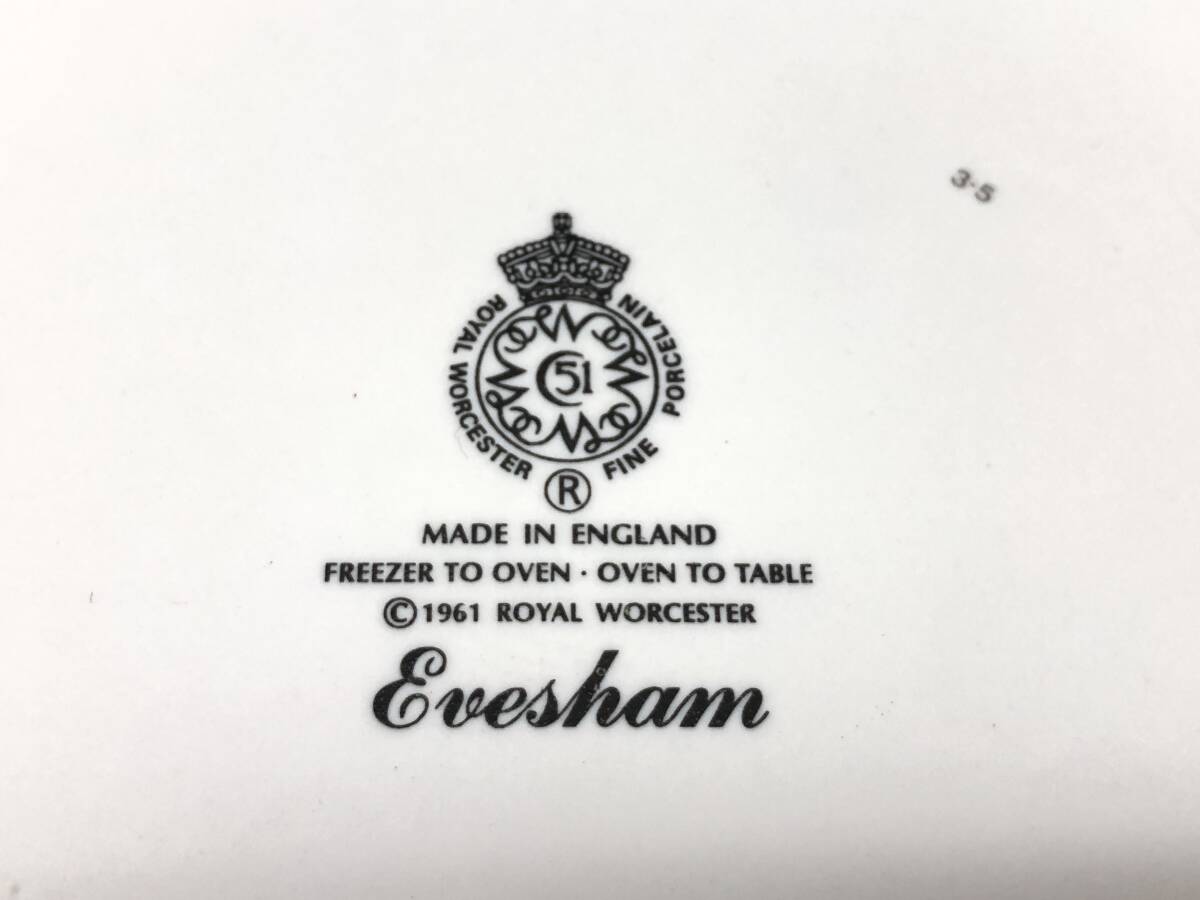 3-5
ROYAL WORCESTER FINE PORCELAIN
C51
®
MADE IN ENGLAND
FREEZER TO OVEN · OVEN TO TABLE
©1961 ROYAL WORCESTER
Evesham